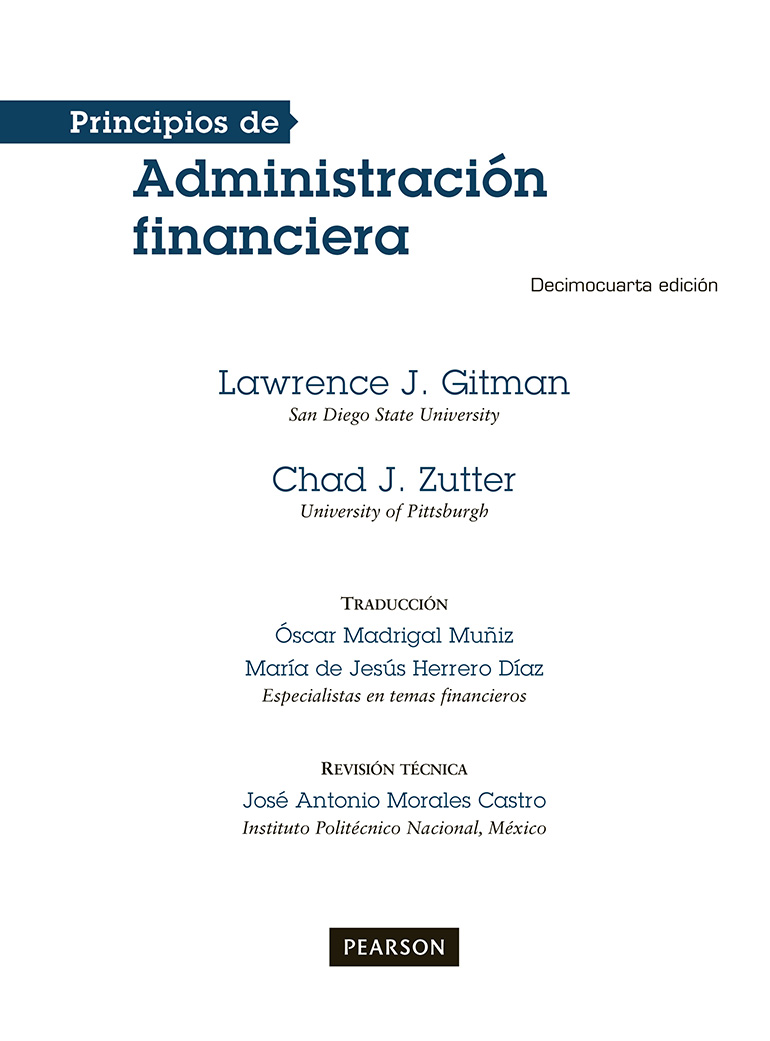 Principios de
Administración
financiera
Decimocuarta edición
Lawrence J. Gitman
San Diego State University
Chad J. Zutter
University of Pittsburgh
TRADUCCIÓN
Óscar Madrigal Muñiz
María de Jesús Herrero Díaz
Especialistas en temas financieros
REVISIÓN TÉCNICA
José Antonio Morales Castro
Instituto Politécnico Nacional, México
PEARSON